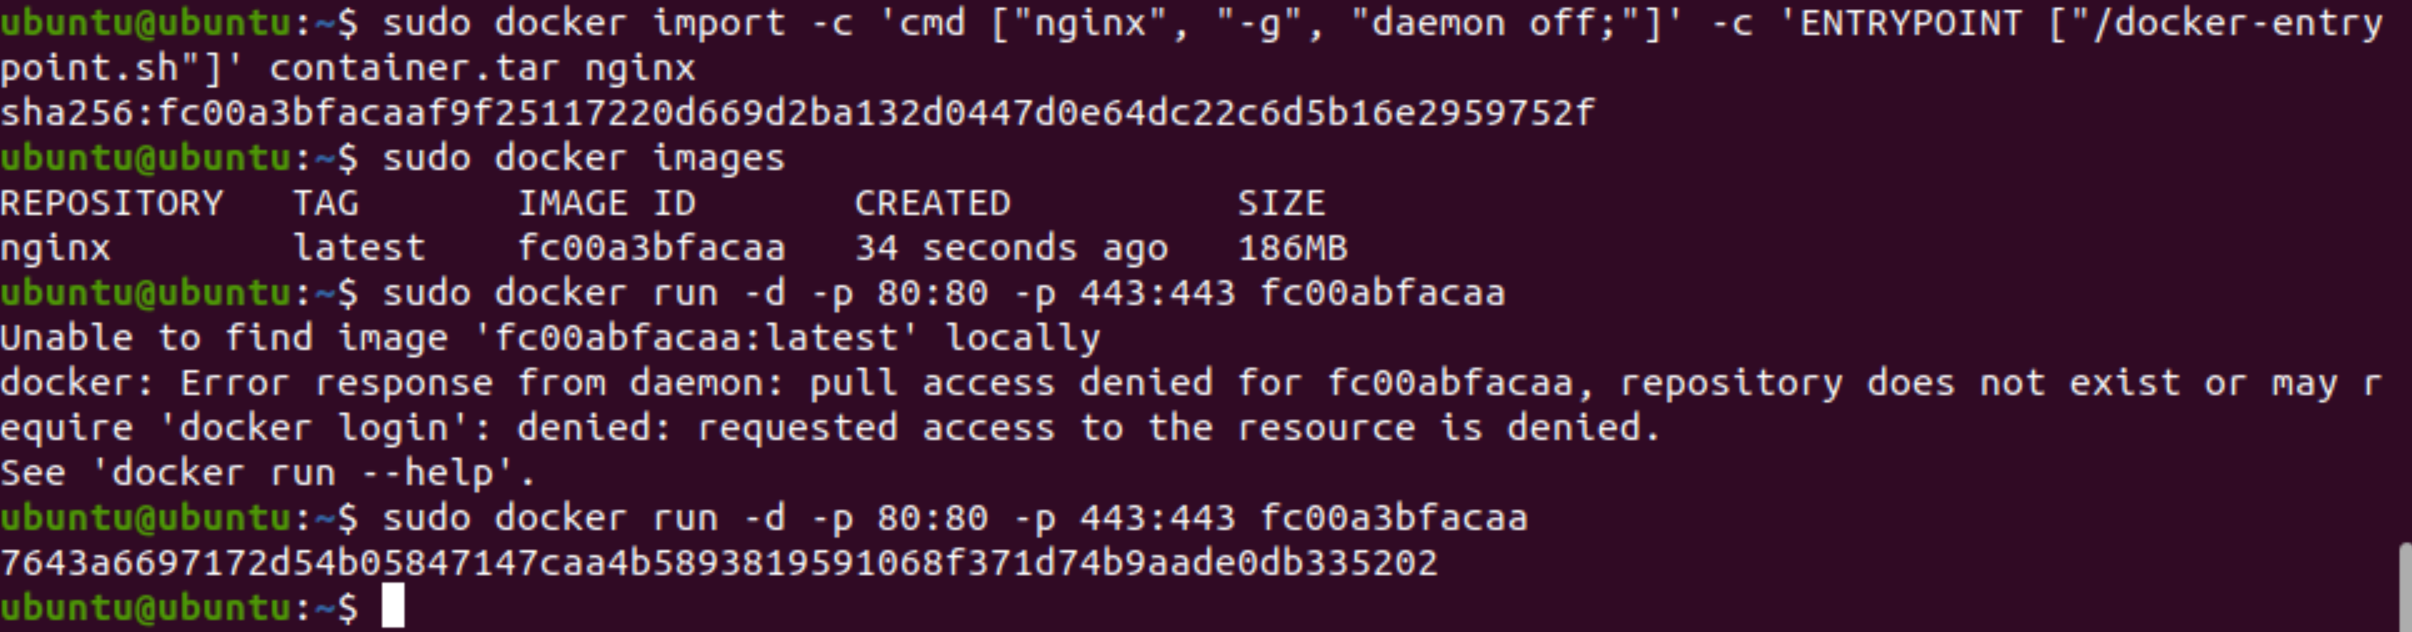 ubuntu@ubuntu:~$ sudo docker import -c 'cmd ["nginx", "-g", "daemon off;"]' -c 'ENTRYPOINT ["/docker-entry
point.sh"]' container.tar nginx
sha256:fc00a3bfacaaf9f25117220d669d2ba132d0447d0e64dc22c6d5b16e2959752f
ubuntu@ubuntu:~$ sudo docker images
REPOSITORY   TAG       IMAGE ID       CREATED          SIZE
nginx        latest    fc00a3bfacaa   34 seconds ago   186MB
ubuntu@ubuntu:~$ sudo docker run -d -p 80:80 -p 443:443 fc00abfacaa
Unable to find image 'fc00abfacaa:latest' locally
docker: Error response from daemon: pull access denied for fc00abfacaa, repository does not exist or may r
equire 'docker login': denied: requested access to the resource is denied.
See 'docker run --help'.
ubuntu@ubuntu:~$ sudo docker run -d -p 80:80 -p 443:443 fc00a3bfacaa
7643a6697172d54b05847147caa4b5893819591068f371d74b9aade0db335202
ubuntu@ubuntu:~$